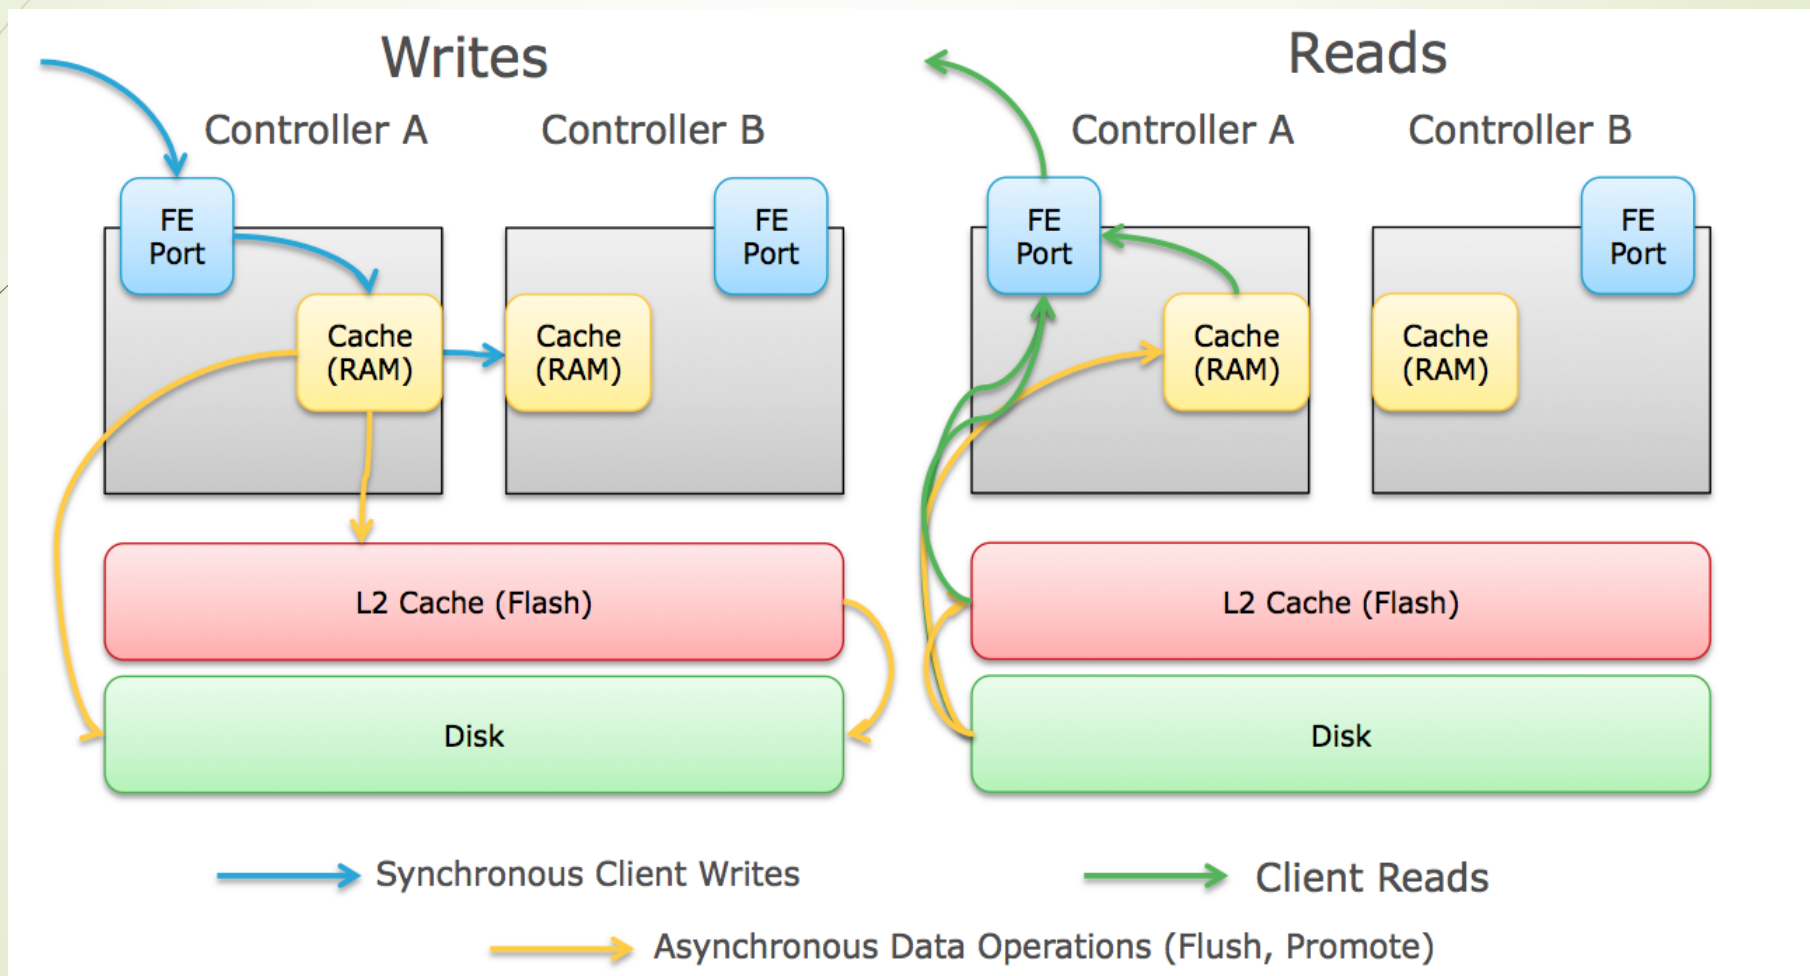 Writes
Reads
Controller A
Controller B
Controller A
Controller B
FE
Port
FE
Port
FE
Port
FE
Port
Cache
(RAM)
Cache
(RAM)
Cache
(RAM)
Cache
(RAM)
L2 Cache (Flash)
L2 Cache (Flash)
Disk
Disk
Synchronous Client Writes
Client Reads
Asynchronous Data Operations (Flush, Promote)